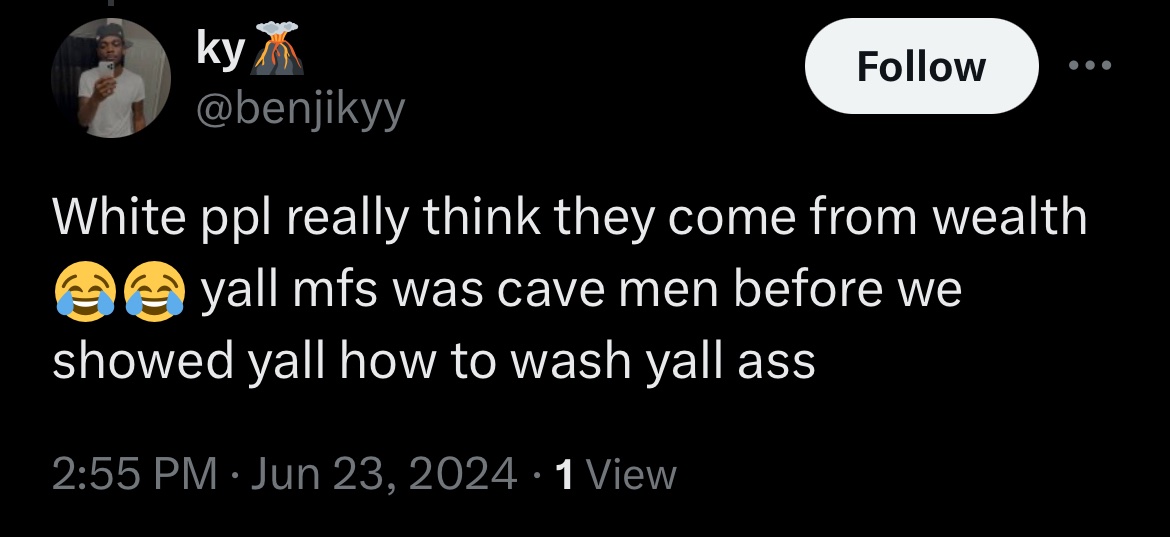 ky🌋
@benjikyy
Follow
White ppl really think they come from wealth
😂😂 yall mfs was cave men before we
showed yall how to wash yall ass
2:55 PM · Jun 23, 2024 · 1 View